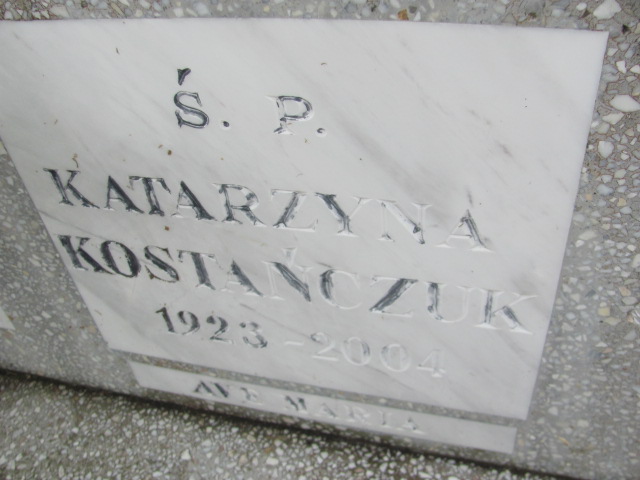 Ś. P.
KATARZYNA
KOSTAŃCZUK
1923-2004
AVE MARIA